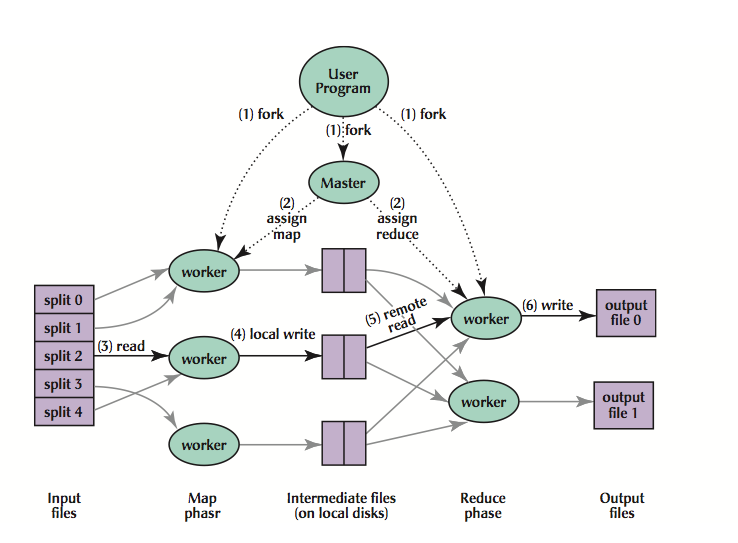 User
Program
(1) fork
(1) fork
(1) fork
Master
(2)
assign
map
(2)
assign
reduce
worker
split 0
split 1
split 2
split 3
split 4
(3) read
worker
(4) local write
worker
(5) remote
read
worker
(6) write
output
file 0
worker
output
file 1
Input
files
Map
phasr
Intermediate files
(on local disks)
Reduce
phase
Output
files